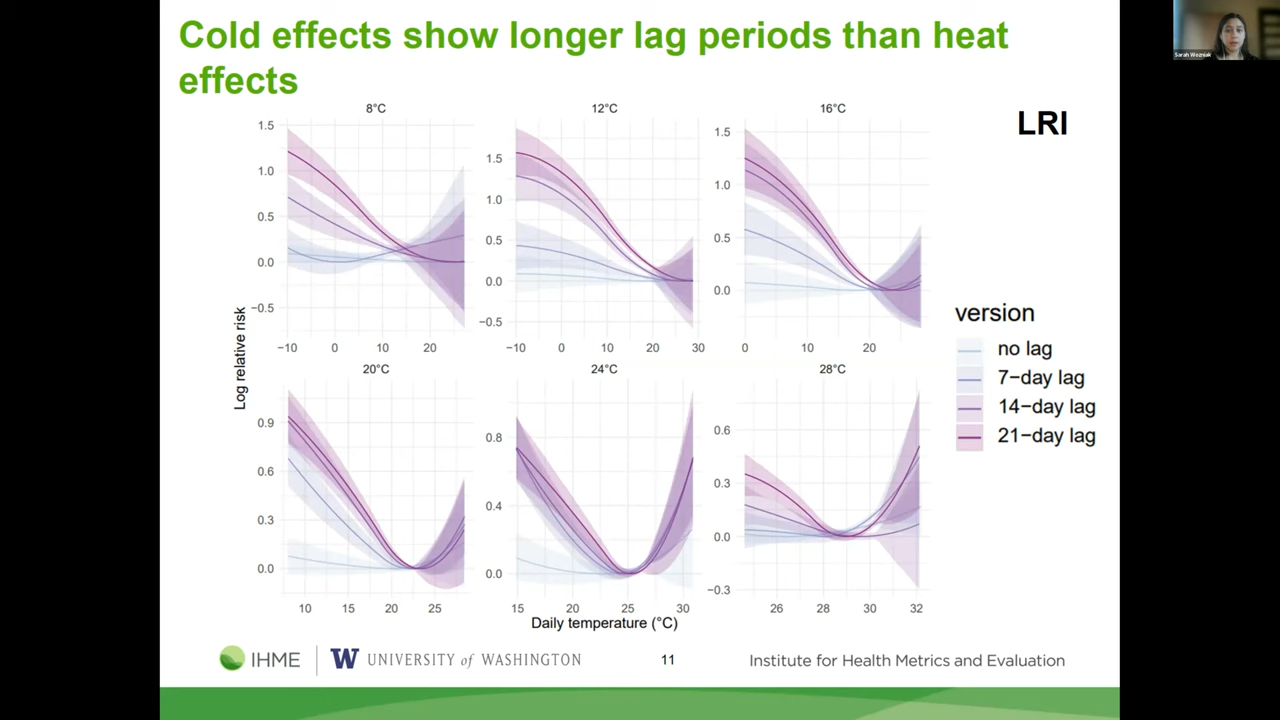 Cold effects show longer lag periods than heat
effects
LRI
8°C
12°C
16°C
1.5
1.0
0.5
0.0
−0.5
−10 0 10 20
1.5
1.0
0.5
0.0
−0.5
−10 0 10 20 30
1.5
1.0
0.5
0.0
0 10 20
Log relative risk
20°C
24°C
28°C
0.9
0.6
0.3
0.0
10 15 20 25
0.8
0.4
0.0
15 20 25 30
0.6
0.3
0.0
−0.3
26 28 30 32
Daily temperature (°C)
version
no lag
7−day lag
14−day lag
21−day lag
IHME
W UNIVERSITY of WASHINGTON
11
Institute for Health Metrics and Evaluation
Sarah Wozniak